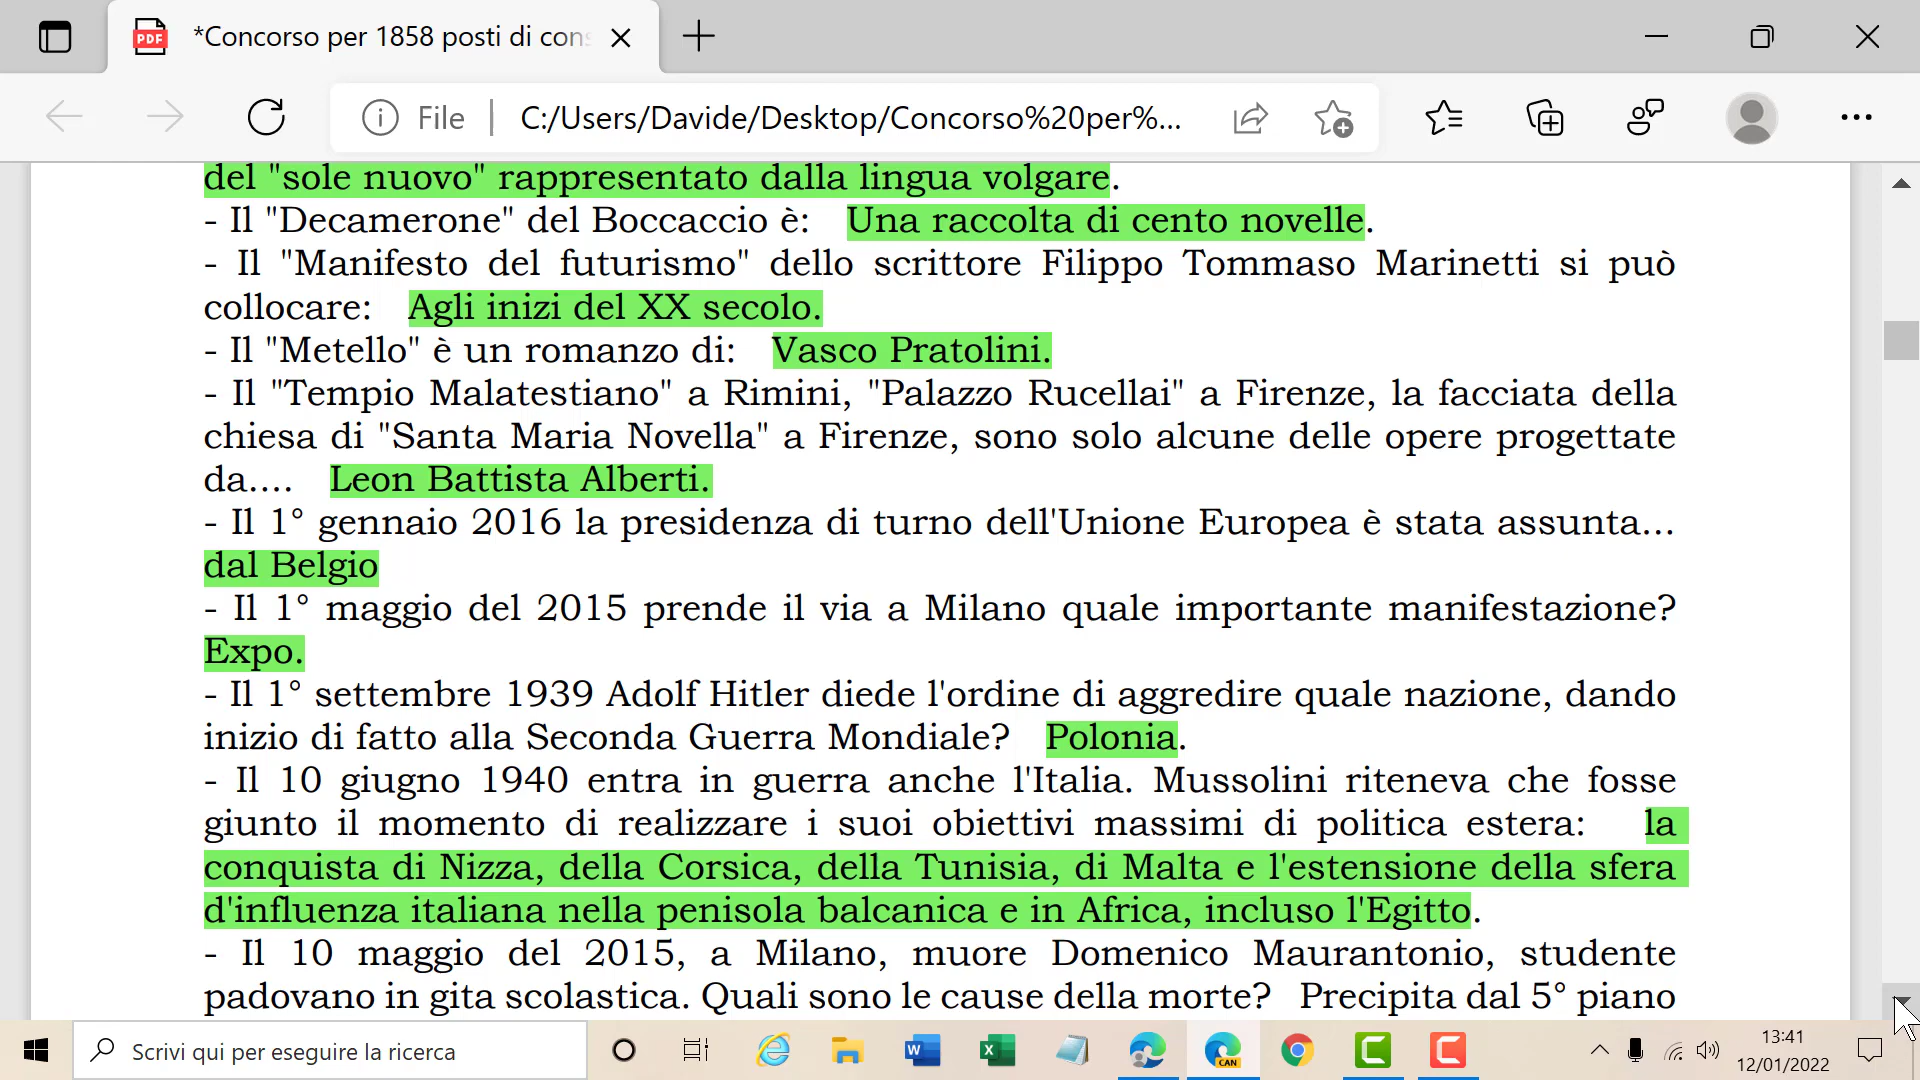 *Concorso per 1858 posti di con
File
C:/Users/Davide/Desktop/Concorso%20per%...
del "sole nuovo" rappresentato dalla lingua volgare.
- Il "Decamerone" del Boccaccio è: Una raccolta di cento novelle.
- Il "Manifesto del futurismo" dello scrittore Filippo Tommaso Marinetti si può
collocare: Agli inizi del XX secolo.
- Il "Metello" è un romanzo di: Vasco Pratolini.
- Il "Tempio Malatestiano" a Rimini, "Palazzo Rucellai" a Firenze, la facciata della
chiesa di "Santa Maria Novella" a Firenze, sono solo alcune delle opere progettate
da.... Leon Battista Alberti.
- Il 1° gennaio 2016 la presidenza di turno dell'Unione Europea è stata assunta...
dal Belgio
- Il 1° maggio del 2015 prende il via a Milano quale importante manifestazione?
Expo.
- Il 1° settembre 1939 Adolf Hitler diede l'ordine di aggredire quale nazione, dando
inizio di fatto alla Seconda Guerra Mondiale? Polonia.
- Il 10 giugno 1940 entra in guerra anche l'Italia. Mussolini riteneva che fosse
giunto il momento di realizzare i suoi obiettivi massimi di politica estera: la
conquista di Nizza, della Corsica, della Tunisia, di Malta e l'estensione della sfera
d'influenza italiana nella penisola balcanica e in Africa, incluso l'Egitto.
- Il 10 maggio del 2015, a Milano, muore Domenico Maurantonio, studente
padovano in gita scolastica. Quali sono le cause della morte? Precipita dal 5° piano
Scrivi qui per eseguire la ricerca
CAN
13:41
12/01/2022